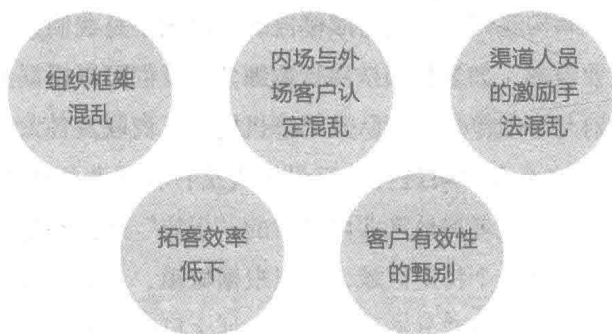 组织框架
混乱
内场与外
场客户认
定混乱
渠道人员
的激励手
法混乱
拓客效率
低下
客户有效性
的甄别